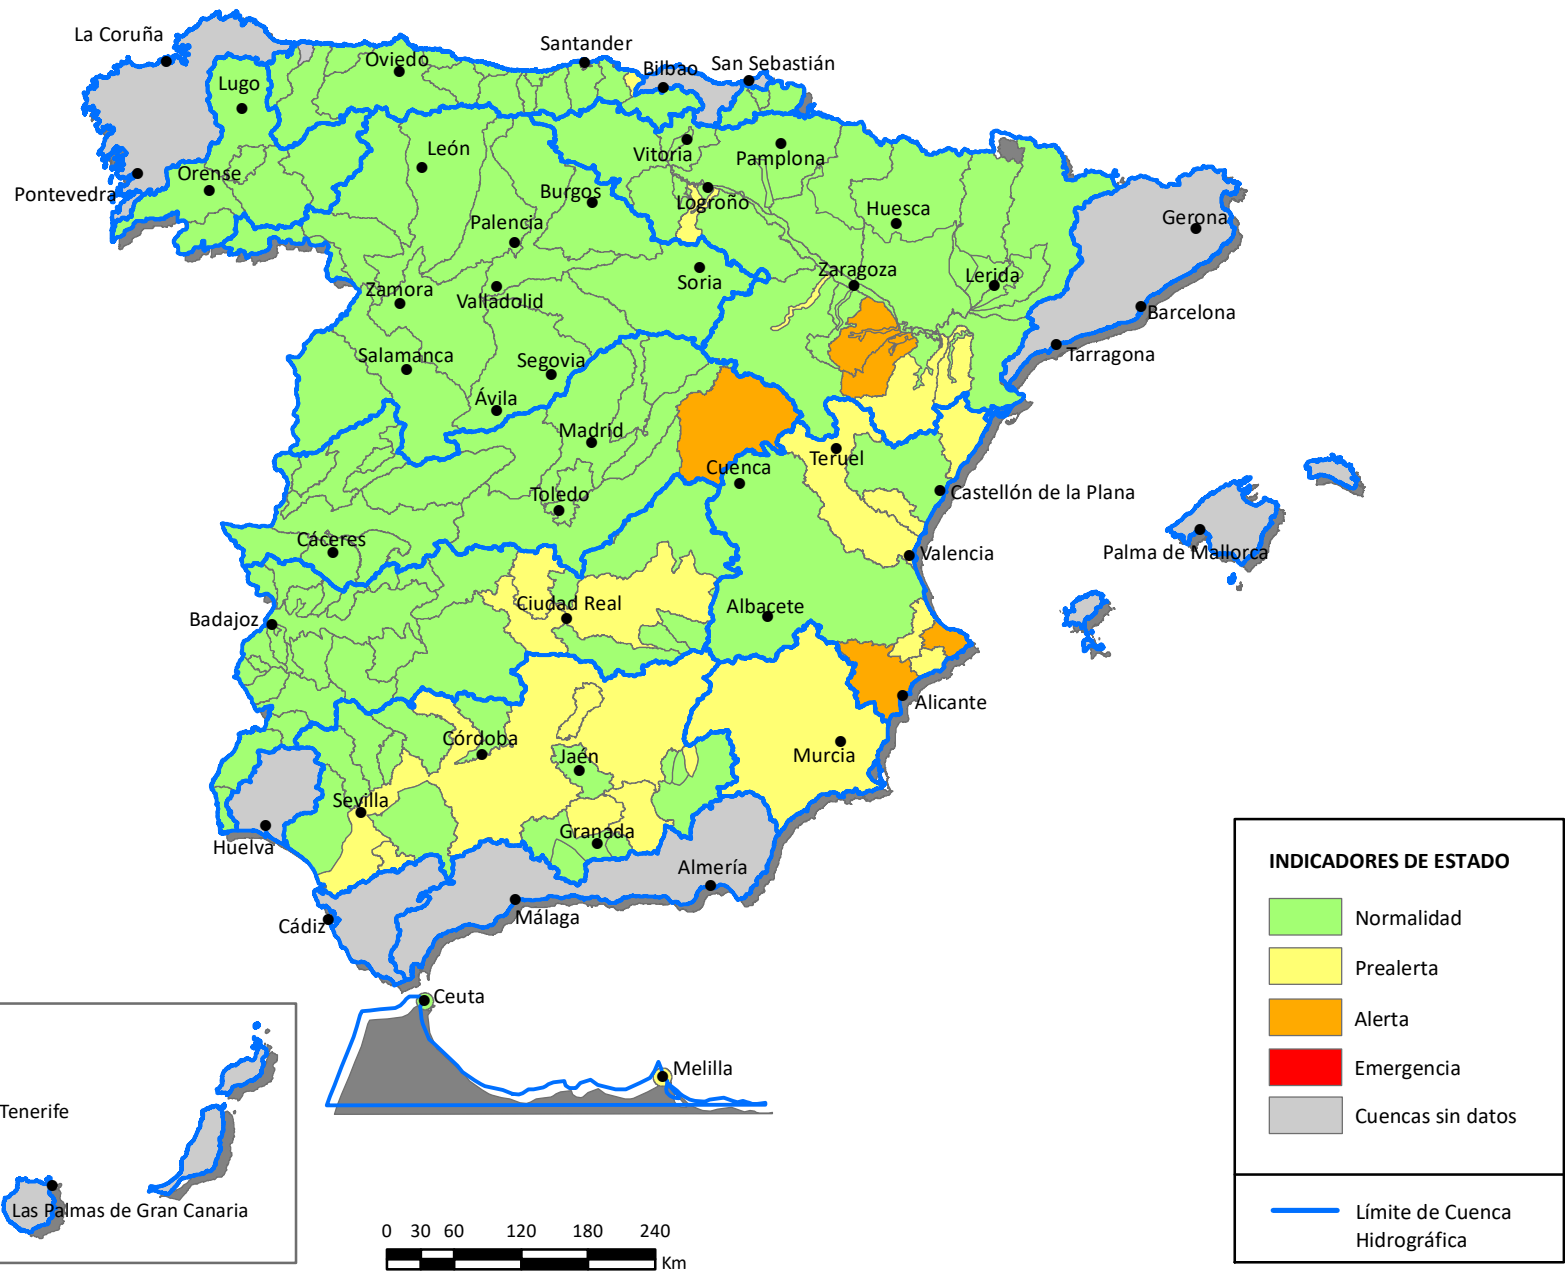 La Coruña
Santander
Oviedo
Bilbao
San Sebastián
Lugo
León
Vitoria
Pamplona
Orense
Pontevedra
Burgos
Logroño
Huesca
Gerona
Palencia
Soria
Zaragoza
Lerida
Zamora
Valladolid
Barcelona
Salamanca
Segovia
Tarragona
Ávila
Madrid
Teruel
Cuenca
Toledo
Castellón de la Plana
Cáceres
Valencia
Palma de Mallorca
Ciudad Real
Albacete
Badajoz
Alicante
Córdoba
Jaén
Murcia
Sevilla
Granada
Huelva
Almería
Cádiz
Málaga
Ceuta
Melilla
Tenerife
Las Palmas de Gran Canaria
0 30 60 120 180 240
Km
INDICADORES DE ESTADO
Normalidad
Prealerta
Alerta
Emergencia
Cuencas sin datos
Límite de Cuenca
Hidrográfica